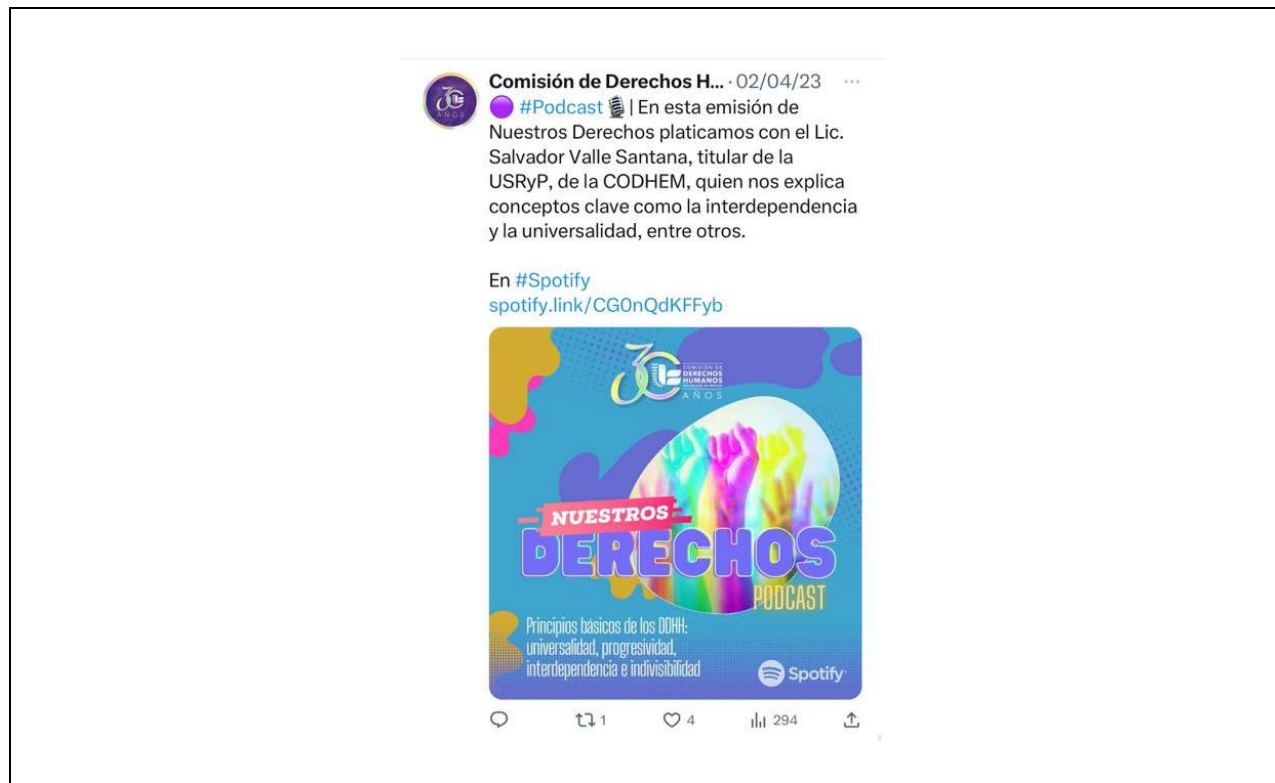 Comisión de Derechos H... · 02/04/23 ...
🟣 #Podcast 🎙️| En esta emisión de
Nuestros Derechos platicamos con el Lic.
Salvador Valle Santana, titular de la
USRyP, de la CODHEM, quien nos explica
conceptos clave como la interdependencia
y la universalidad, entre otros.
En #Spotify
spotify.link/CG0nQdKFFyb
30
COMISIÓN DE
DERECHOS
HUMANOS
AÑOS
NUESTROS
DERECHOS
PODCAST
Principios básicos de los DDHH:
universalidad, progresividad,
interdependencia e indivisibilidad
Spotify
1 4 294